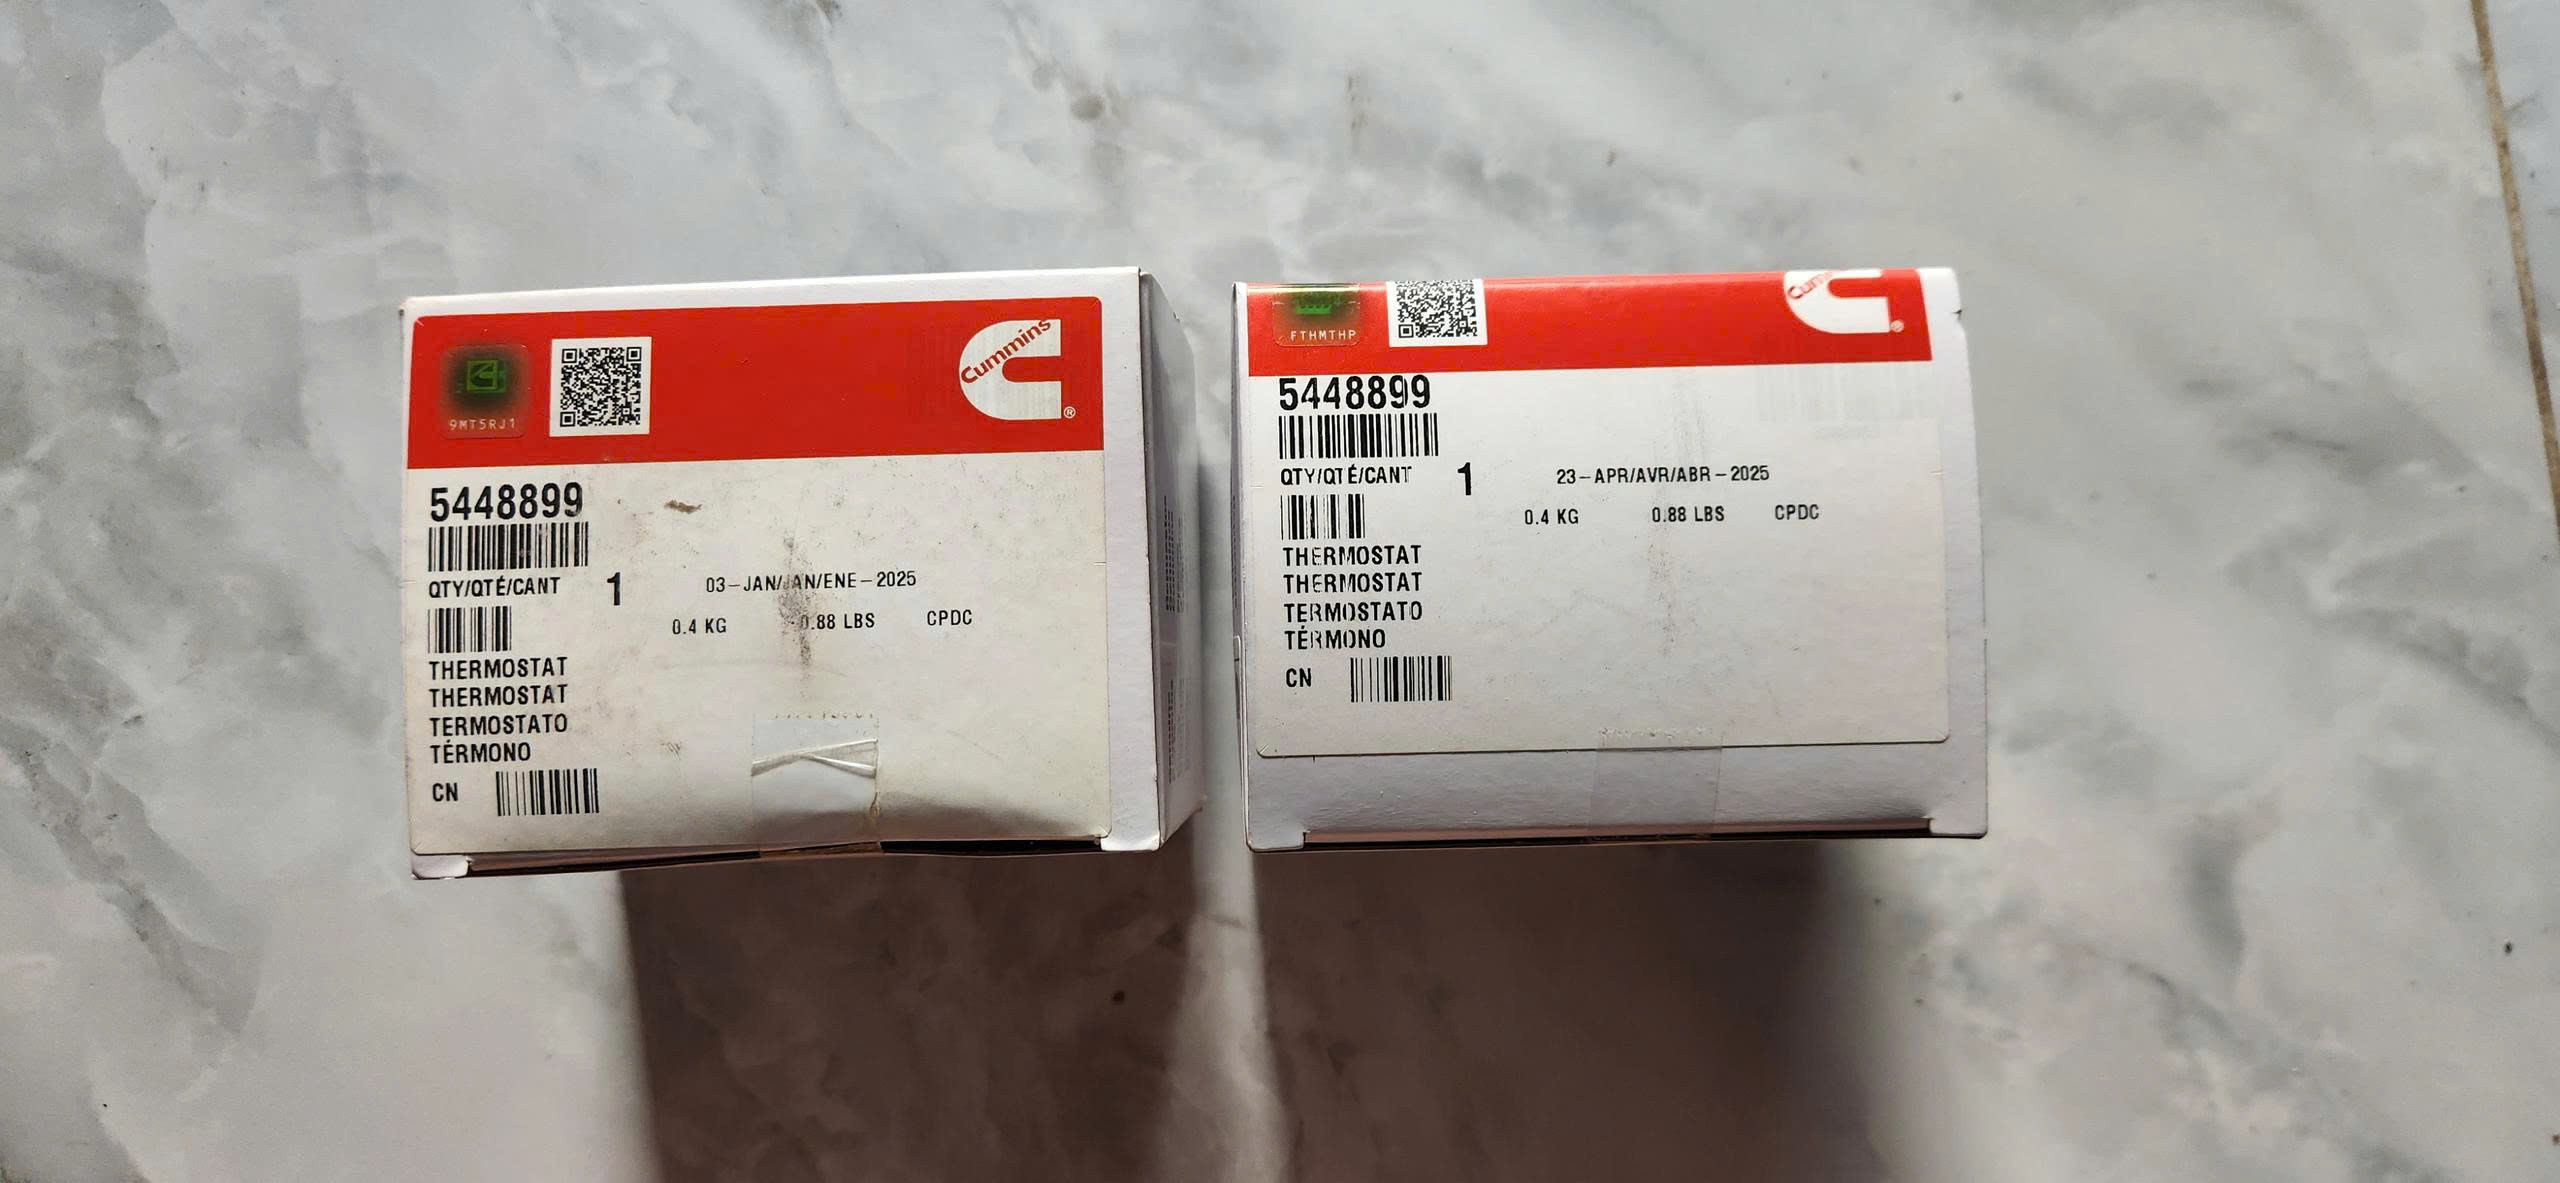 Cummins
®
9MT5RJ1
5448899
QTY/QTÉ/CANT 1 03-JAN/JAN/ENE-2025
0.4 KG 0.88 LBS CPDC
THERMOSTAT
THERMOSTAT
TERMOSTATO
TÉRMONO
CN
®
FTHMTHP
5448899
QTY/QTÉ/CANT 1 23-APR/AVR/ABR-2025
0.4 KG 0.88 LBS CPDC
THERMOSTAT
THERMOSTAT
TERMOSTATO
TÉRMONO
CN